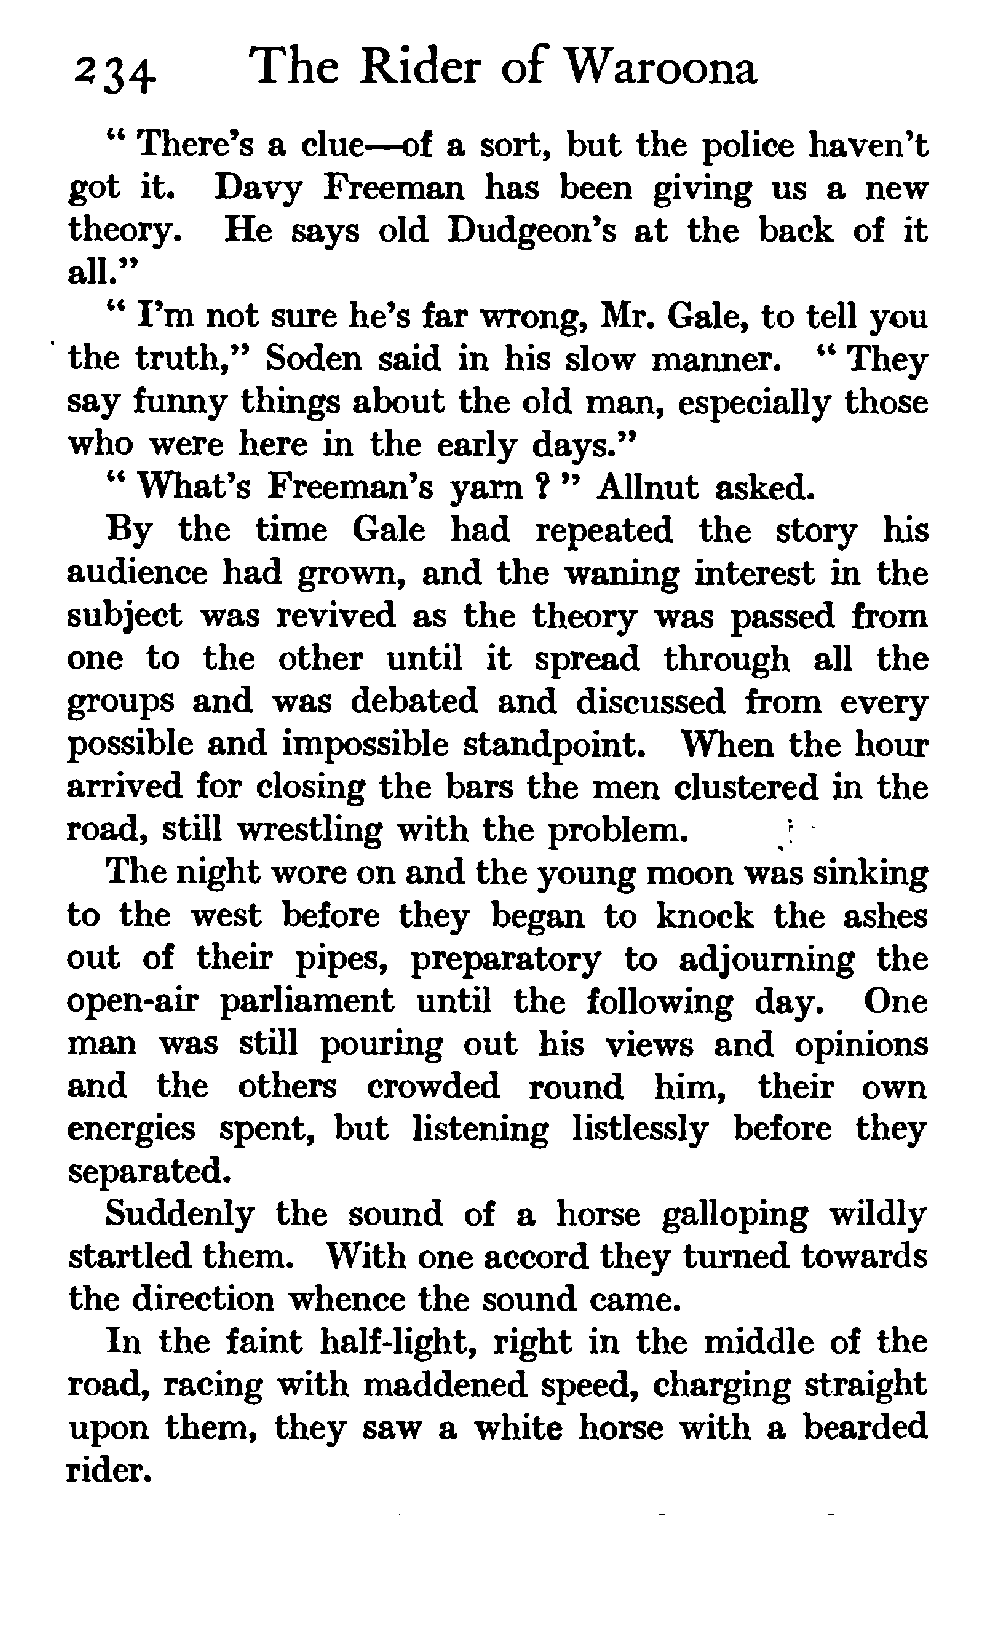 234 The Rider of Waroona
“ There’s a clue—of a sort, but the police haven’t
got it. Davy Freeman has been giving us a new
theory. He says old Dudgeon’s at the back of it
all.”
“ I’m not sure he’s far wrong, Mr. Gale, to tell you
the truth,” Soden said in his slow manner. “ They
say funny things about the old man, especially those
who were here in the early days.”
“ What’s Freeman’s yarn ? ” Allnut asked.
By the time Gale had repeated the story his
audience had grown, and the waning interest in the
subject was revived as the theory was passed from
one to the other until it spread through all the
groups and was debated and discussed from every
possible and impossible standpoint. When the hour
arrived for closing the bars the men clustered in the
road, still wrestling with the problem.
The night wore on and the young moon was sinking
to the west before they began to knock the ashes
out of their pipes, preparatory to adjourning the
open-air parliament until the following day. One
man was still pouring out his views and opinions
and the others crowded round him, their own
energies spent, but listening listlessly before they
separated.
Suddenly the sound of a horse galloping wildly
startled them. With one accord they turned towards
the direction whence the sound came.
In the faint half-light, right in the middle of the
road, racing with maddened speed, charging straight
upon them, they saw a white horse with a bearded
rider.